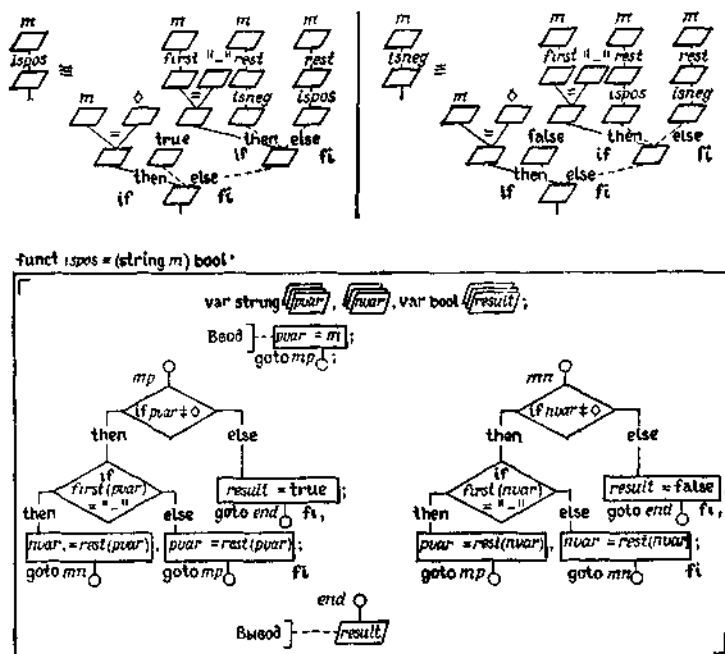 m m m m
ispos ≅ first "_" rest rest
= isneg ispos
m ◊
= true then else
if fi
then else
if fi
m m m m
isneg ≅ first "_" rest rest
= ispos isneg
m ◊
= false then else
if fi
then else
if fi
funct ispos ≡ (string m) bool:
var string pvar, nvar, var bool result;
Ввод pvar := m;
goto mp;
mp mn
if pvar ≠ ◊ if nvar ≠ ◊
then else then else
if first(pvar) = "_" result := true; if first(nvar) = "_" result := false
then else goto end fi, then else goto end fi,
nvar := rest(pvar), pvar := rest(pvar); pvar := rest(nvar), nvar := rest(nvar);
goto mn goto mp fi goto mp goto mn fi
end
Вывод result